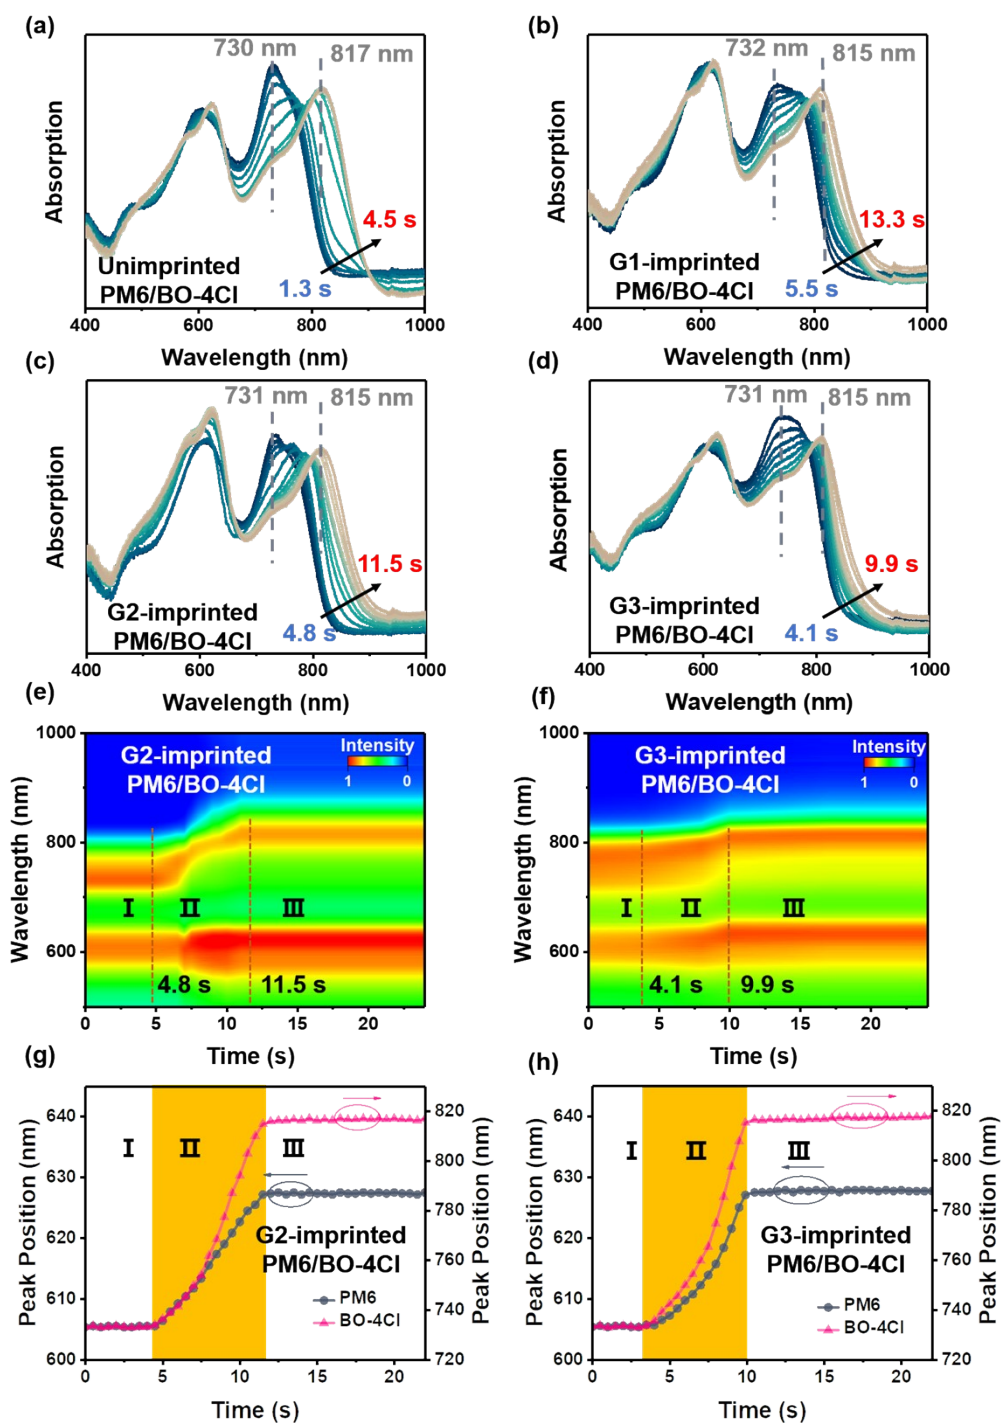 (a)
730 nm
817 nm
Absorption
4.5 s
Unimprinted
PM6/BO-4Cl
1.3 s
400
600
800
1000
Wavelength (nm)
(b)
732 nm
815 nm
Absorption
13.3 s
G1-imprinted
PM6/BO-4Cl
5.5 s
400
600
800
1000
Wavelength (nm)
(c)
731 nm
815 nm
Absorption
11.5 s
G2-imprinted
PM6/BO-4Cl
4.8 s
400
600
800
1000
Wavelength (nm)
(d)
731 nm
815 nm
Absorption
9.9 s
G3-imprinted
PM6/BO-4Cl
4.1 s
400
600
800
1000
Wavelength (nm)
(e)
1000
800
600
Wavelength (nm)
G2-imprinted
PM6/BO-4Cl
Intensity
1 0
I II III
4.8 s 11.5 s
0 5 10 15 20
Time (s)
(f)
1000
800
600
Wavelength (nm)
G3-imprinted
PM6/BO-4Cl
Intensity
1 0
I II III
4.1 s 9.9 s
0 5 10 15 20
Time (s)
(g)
640
630
620
610
600
Peak Position (nm)
I II III
G2-imprinted
PM6/BO-4Cl
PM6
BO-4Cl
820
800
780
760
740
720
Peak Position (nm)
0 5 10 15 20
Time (s)
(h)
640
630
620
610
600
Peak Position (nm)
I II III
G3-imprinted
PM6/BO-4Cl
PM6
BO-4Cl
820
800
780
760
740
720
Peak Position (nm)
0 5 10 15 20
Time (s)